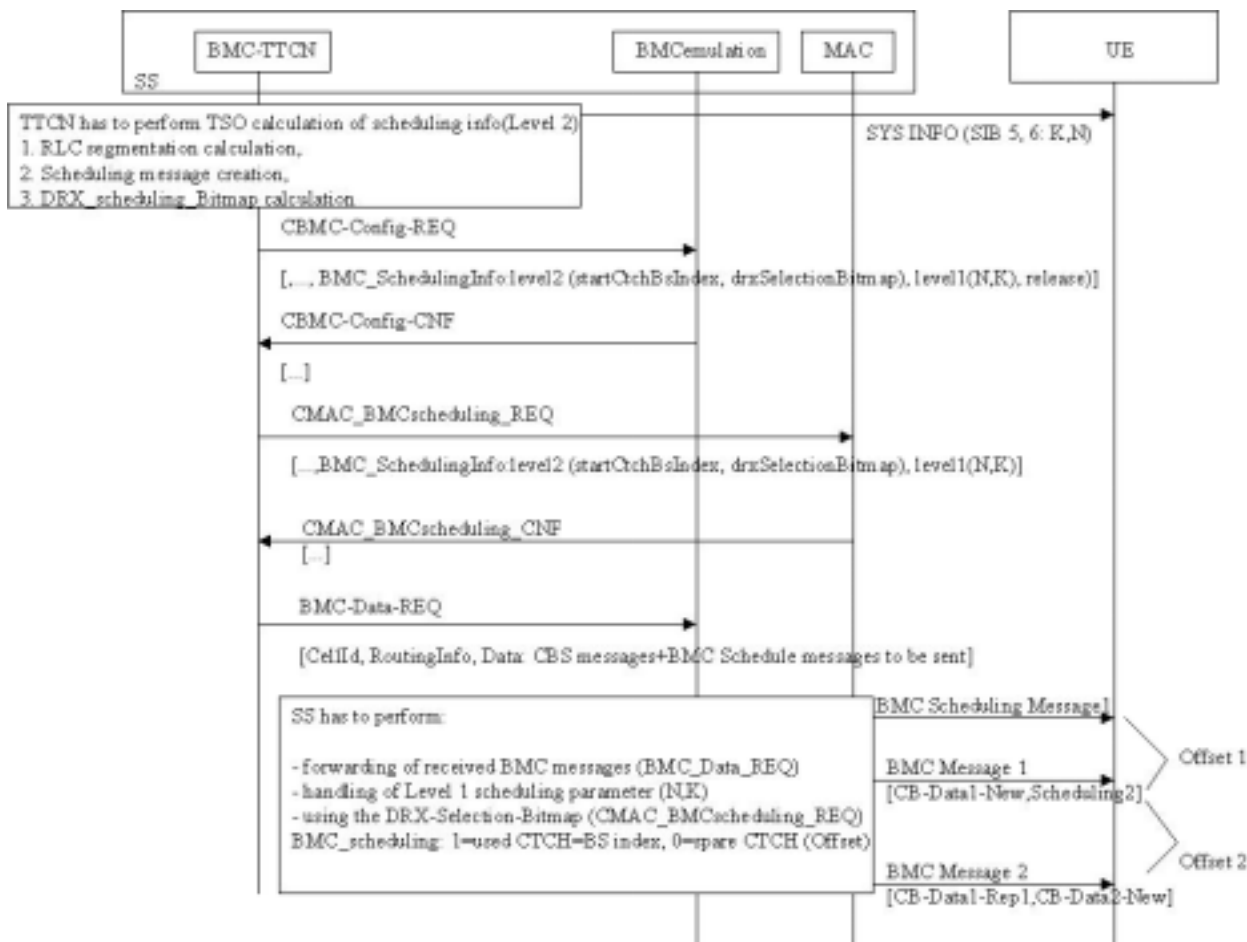 BMC-TTCN
BMCemulation
MAC
UE
SS
TTCN has to perform TSO calculation of scheduling info(Level 2)
1. RLC segmentation calculation,
2. Scheduling message creation,
3. DRX_scheduling_Bitmap calculation
SYS INFO (SIB 5, 6: K,N)
CBMC-Config-REQ
[,..., BMC_SchedulingInfo:level2 (startCtchBsIndex, drxSelectionBitmap), level1(N,K), release)]
CBMC-Config-CNF
[...]
CMAC_BMCscheduling_REQ
[...,BMC_SchedulingInfo:level2 (startCtchBsIndex, drxSelectionBitmap), level1(N,K)]
CMAC_BMCscheduling_CNF
[...]
BMC-Data-REQ
[CellId, RoutingInfo, Data: CBS messages+BMC Schedule messages to be sent]
SS has to perform:
- forwarding of received BMC messages (BMC_Data_REQ)
- handling of Level 1 scheduling parameter (N,K)
- using the DRX-Selection-Bitmap (CMAC_BMCscheduling_REQ)
BMC_scheduling: 1=used CTCH=BS index, 0=spare CTCH (Offset)
[BMC Scheduling Message]
Offset 1
BMC Message 1
[CB-Data1-New,Scheduling2]
Offset 2
BMC Message 2
[CB-Data1-Rep1,CB-Data2-New]